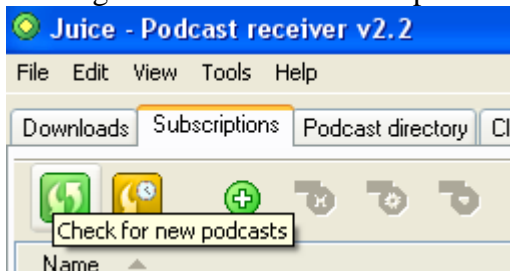 Juice - Podcast receiver v2.2
File Edit View Tools Help
Downloads Subscriptions Podcast directory
Check for new podcasts
Name